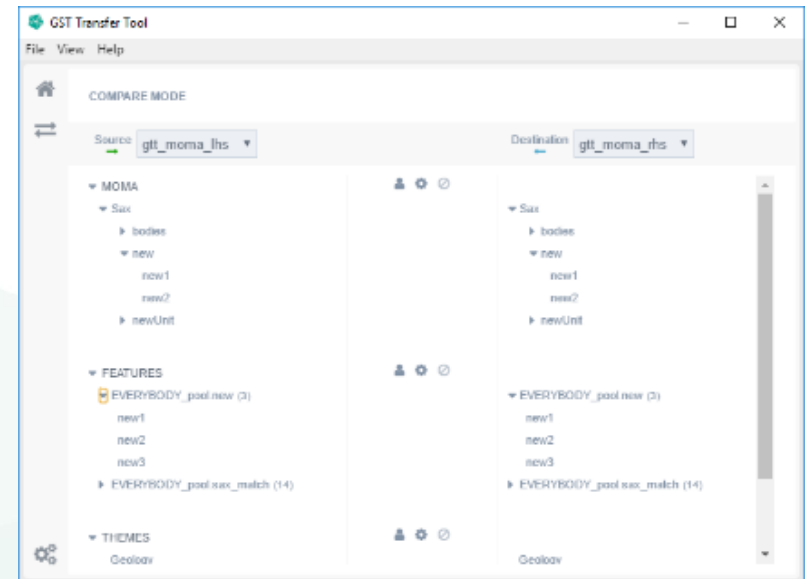 GST Transfer Tool
File View Help
COMPARE MODE
Source gtt_moma_lhs Destination gtt_moma_rhs
MOMA
Sax Sax
bodies bodies
new new
new1 new1
new2 new2
newUnit newUnit
FEATURES
EVERYBODY_pool.new (3) EVERYBODY_pool.new (3)
new1 new1
new2 new2
new3 new3
EVERYBODY_pool.sax_match (14) EVERYBODY_pool.sax_match (14)
THEMES
Geology Geology